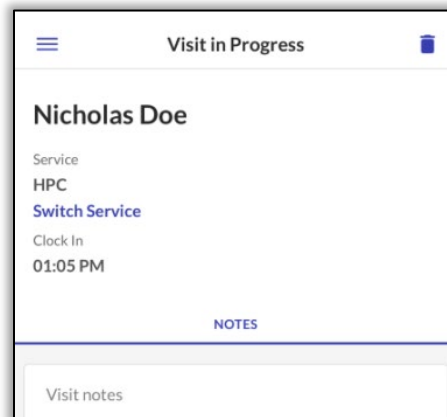 Visit in Progress
Nicholas Doe
Service
HPC
Switch Service
Clock In
01:05 PM
NOTES
Visit notes